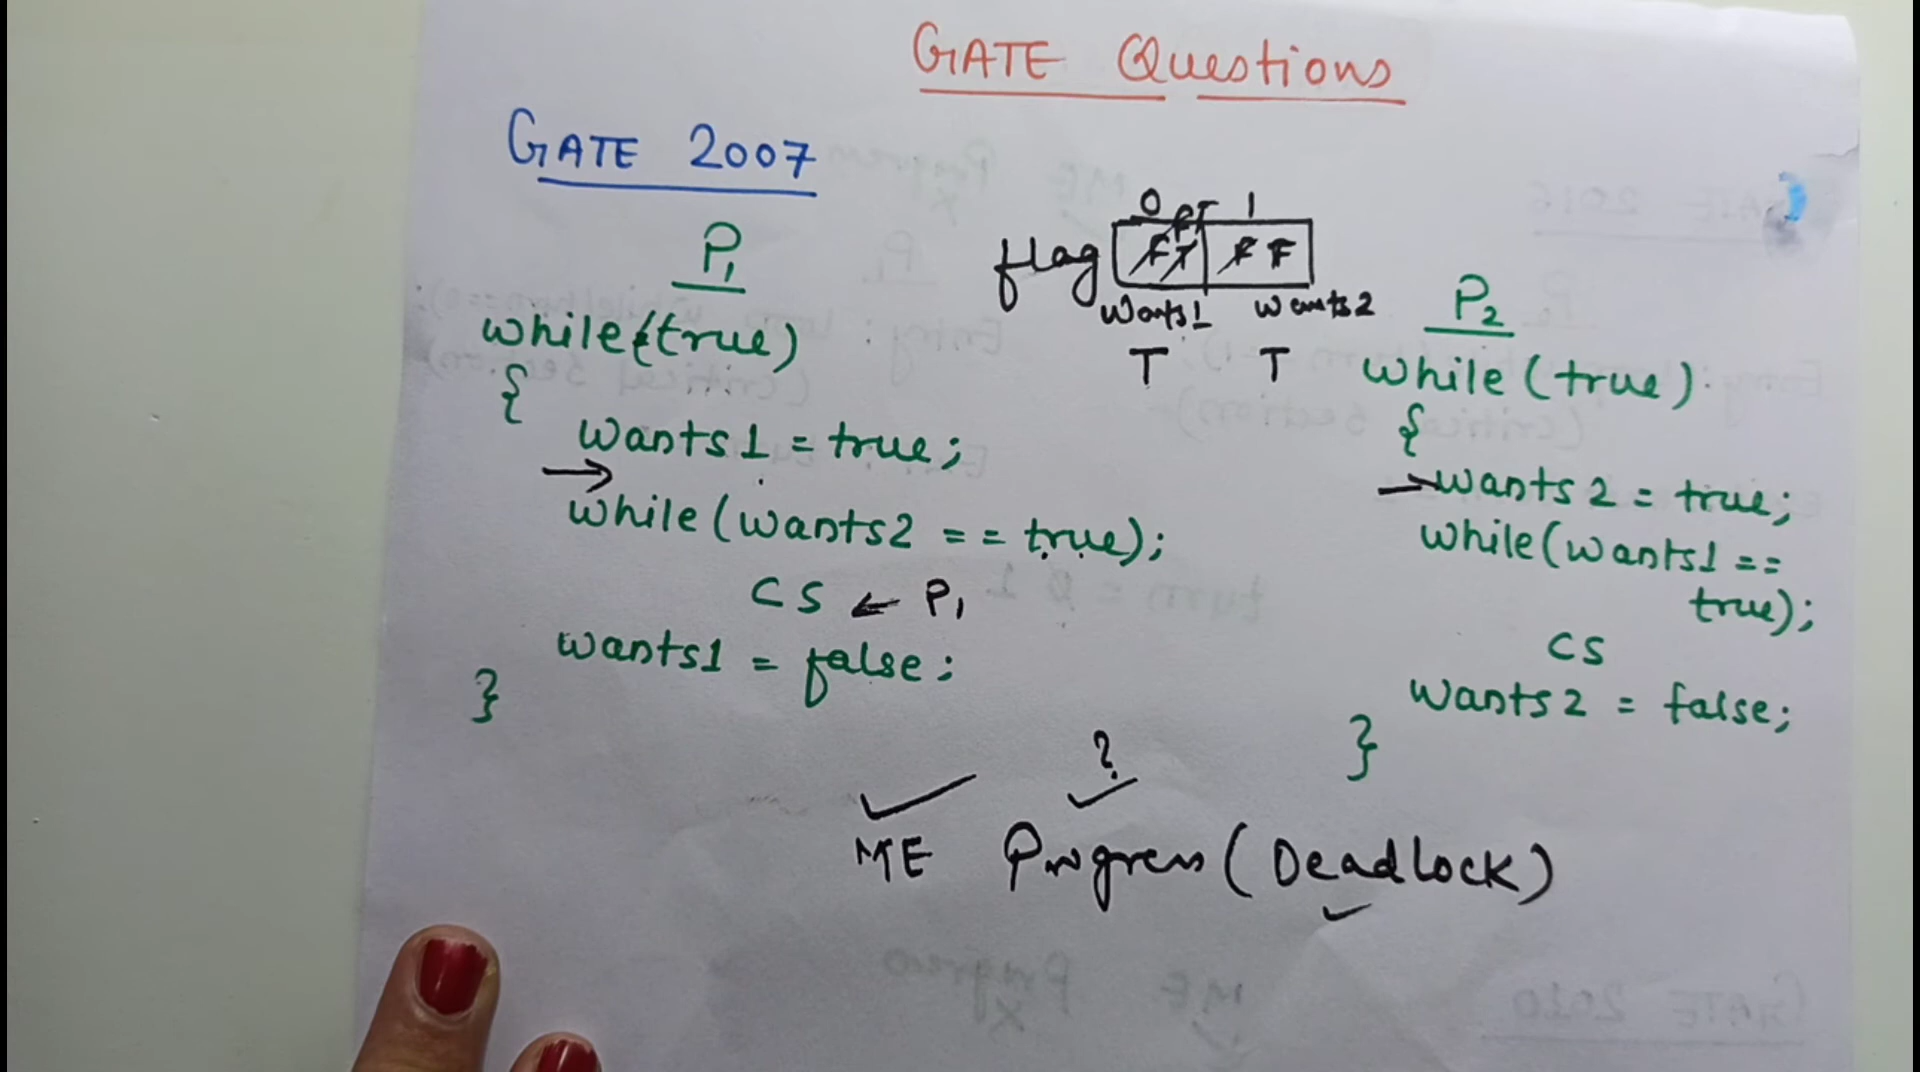 GATE Questions
GATE 2007
P1
while(true)
{
wants1 = true;
→
while(wants2 == true);
CS ← P1
wants1 = false;
}
0 1
flag F T F F
wants1 wants2
T T
P2
while(true)
{
→ wants2 = true;
while(wants1 ==
true);
CS
wants2 = false;
}
✓ ?
✓
ME Progress (Deadlock)
✓